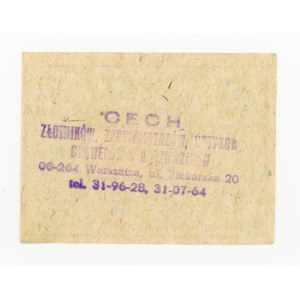 CECH
ZŁOTNIKÓW, ZEGARMISTRZÓW, OPTYKÓW
00-264 Warszawa, ul. Piekarska 20
tel. 31-96-28, 31-07-64